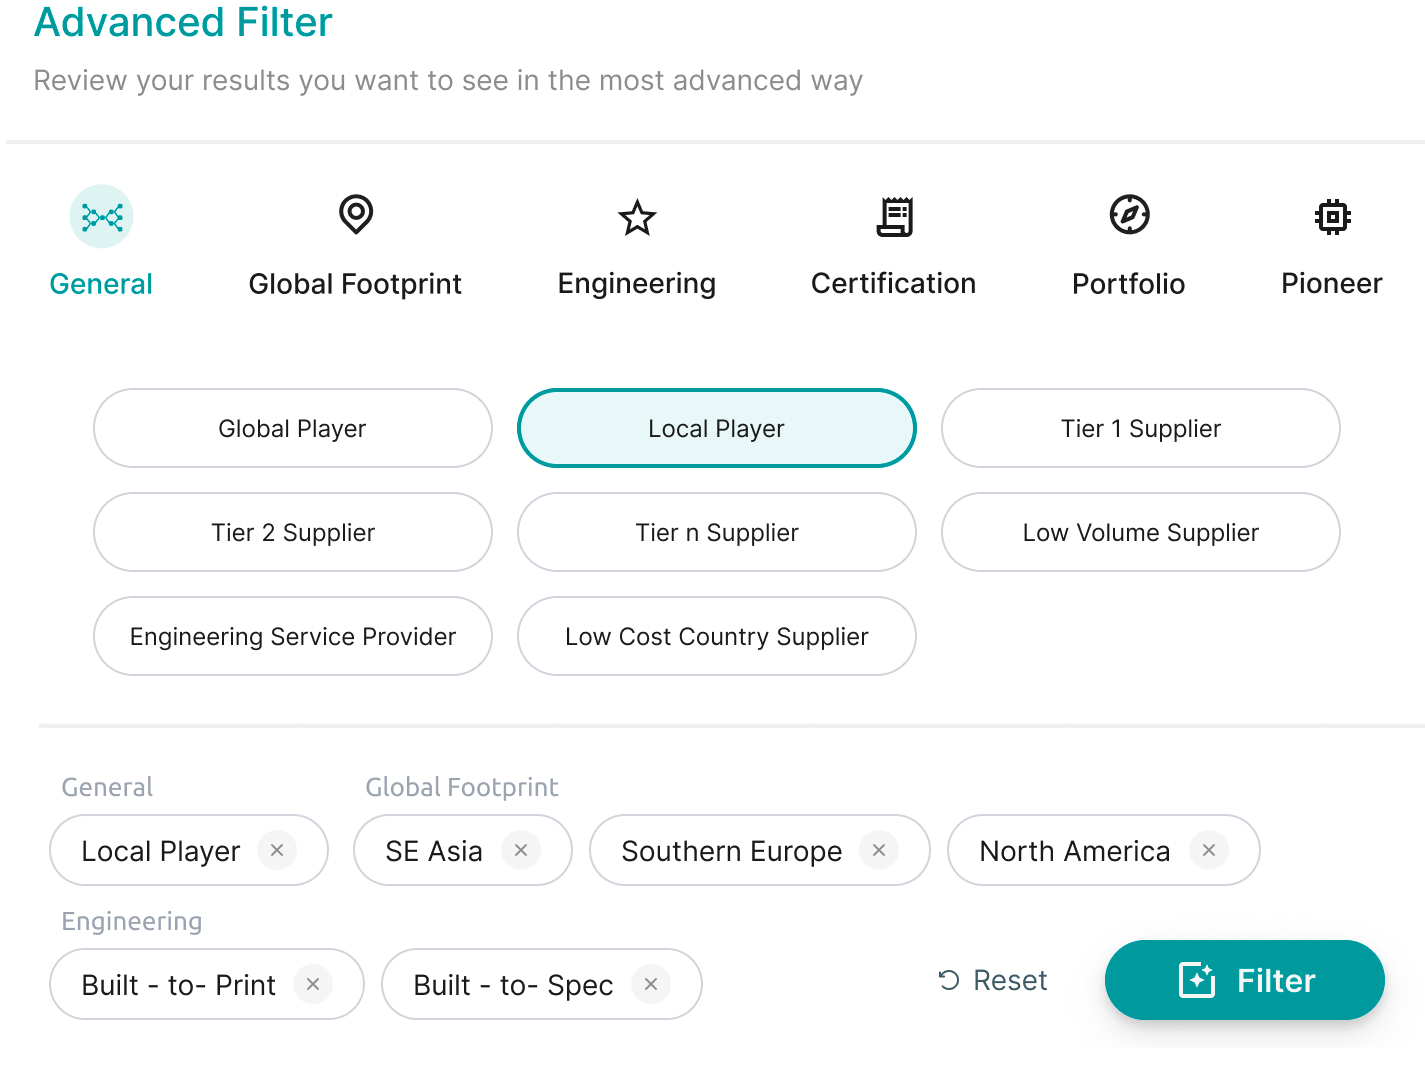 Advanced Filter
Review your results you want to see in the most advanced way
General Global Footprint Engineering Certification Portfolio Pioneer
Global Player Local Player Tier 1 Supplier
Tier 2 Supplier Tier n Supplier Low Volume Supplier
Engineering Service Provider Low Cost Country Supplier
General Global Footprint
Local Player × SE Asia × Southern Europe × North America ×
Engineering
Built - to- Print × Built - to- Spec × Reset Filter